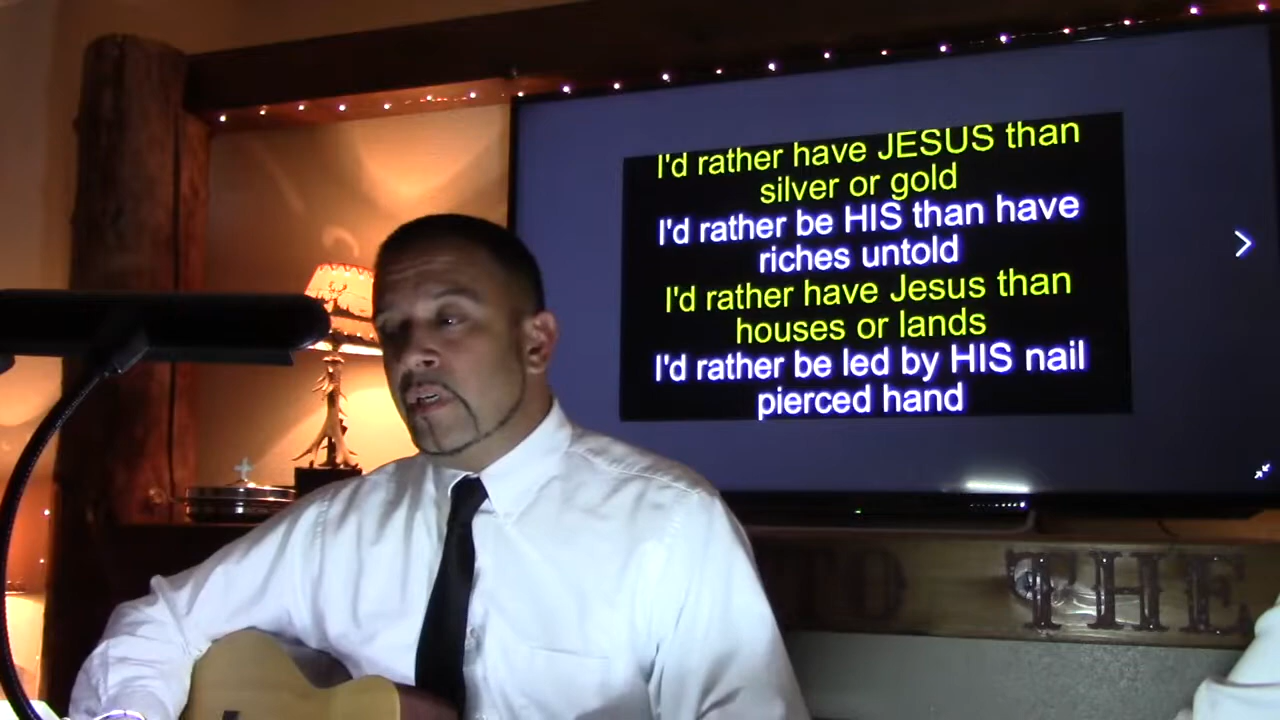 I'd rather have JESUS than
silver or gold
I'd rather be HIS than have
riches untold
I'd rather have Jesus than
houses or lands
I'd rather be led by HIS nail
pierced hand
TO THE